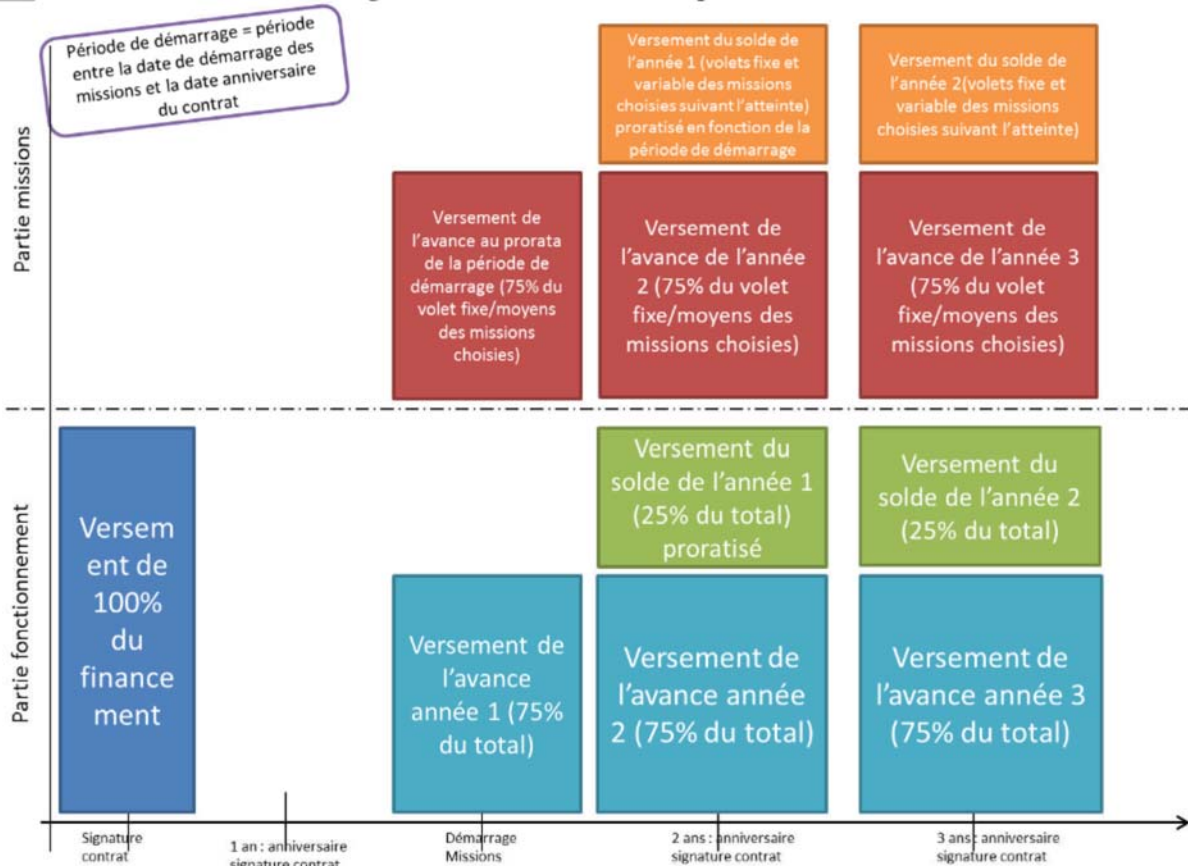 Période de démarrage = période
entre la date de démarrage des
missions et la date anniversaire
du contrat
Partie missions
Versement de
l'avance au prorata
de la période de
démarrage (75% du
volet fixe/moyens
des missions
choisies)
Versement du solde de
l'année 1 (volets fixe et
variable des missions
choisies suivant l'atteinte)
proratisé en fonction de la
période de démarrage
Versement de
l'avance de l'année
2 (75% du volet
fixe/moyens des
missions choisies)
Versement du solde de
l'année 2(volets fixe et
variable des missions
choisies suivant l'atteinte)
Versement de
l'avance de l'année 3
(75% du volet
fixe/moyens des
missions choisies)
Partie fonctionnement
Versem
ent de
100%
du
finance
ment
Versement de
l'avance
année 1 (75%
du total)
Versement du
solde de l'année 1
(25% du total)
proratisé
Versement de
l'avance année
2 (75% du total)
Versement du
solde de l'année 2
(25% du total)
Versement de
l'avance année 3
(75% du total)
Signature
contrat
1 an : anniversaire
signature contrat
Démarrage
Missions
2 ans : anniversaire
signature contrat
3 ans : anniversaire
signature contrat